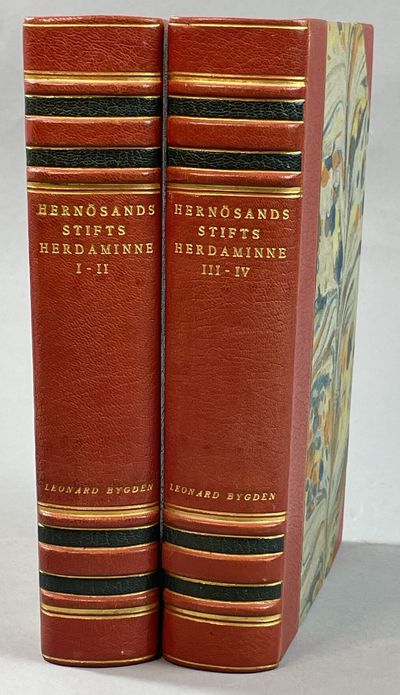 HERNÖSANDS
STIFTS
HERDAMINNE
I - II
LEONARD BYGDEN
HERNÖSANDS
STIFTS
HERDAMINNE
III - IV
LEONARD BYGDEN